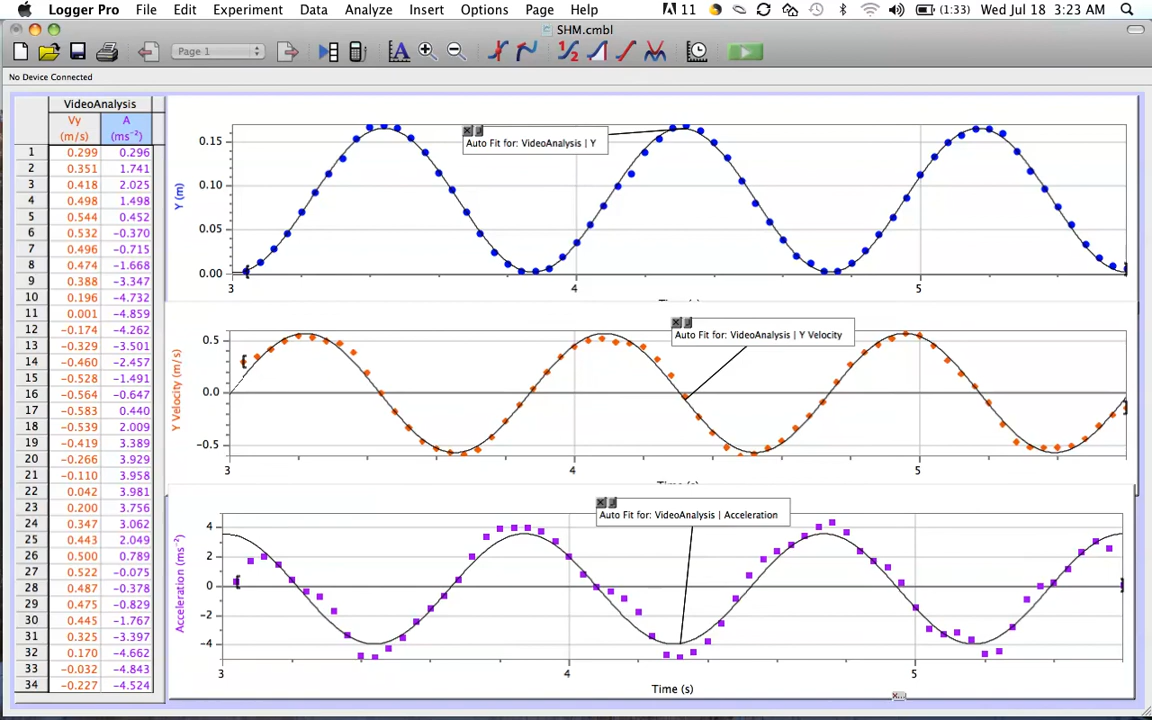 Logger Pro File Edit Experiment Data Analyze Insert Options Page Help 11 (1:33) Wed Jul 18 3:23 AM
SHM.cmbl
Page 1
No Device Connected
VideoAnalysis
Vy A
(m/s) (ms⁻²)
1 0.299 0.296
2 0.351 1.741
3 0.418 2.025
4 0.498 1.498
5 0.544 0.452
6 0.532 -0.370
7 0.496 -0.715
8 0.474 -1.668
9 0.388 -3.347
10 0.196 -4.732
11 0.001 -4.859
12 -0.174 -4.262
13 -0.329 -3.501
14 -0.460 -2.457
15 -0.528 -1.491
16 -0.564 -0.647
17 -0.583 0.440
18 -0.539 2.009
19 -0.419 3.389
20 -0.266 3.929
21 -0.110 3.958
22 0.042 3.981
23 0.200 3.756
24 0.347 3.062
25 0.443 2.049
26 0.500 0.789
27 0.522 -0.075
28 0.487 -0.378
29 0.475 -0.829
30 0.445 -1.767
31 0.325 -3.397
32 0.170 -4.662
33 -0.032 -4.843
34 -0.227 -4.524
Auto Fit for: VideoAnalysis | Y
Y (m)
0.15
0.10
0.05
0.00
3 4 5
Auto Fit for: VideoAnalysis | Y Velocity
Y Velocity (m/s)
0.5
0.0
-0.5
3 4 5
Time (s)
Auto Fit for: VideoAnalysis | Acceleration
Acceleration (ms⁻²)
4
2
0
-2
-4
3 4 5
Time (s)